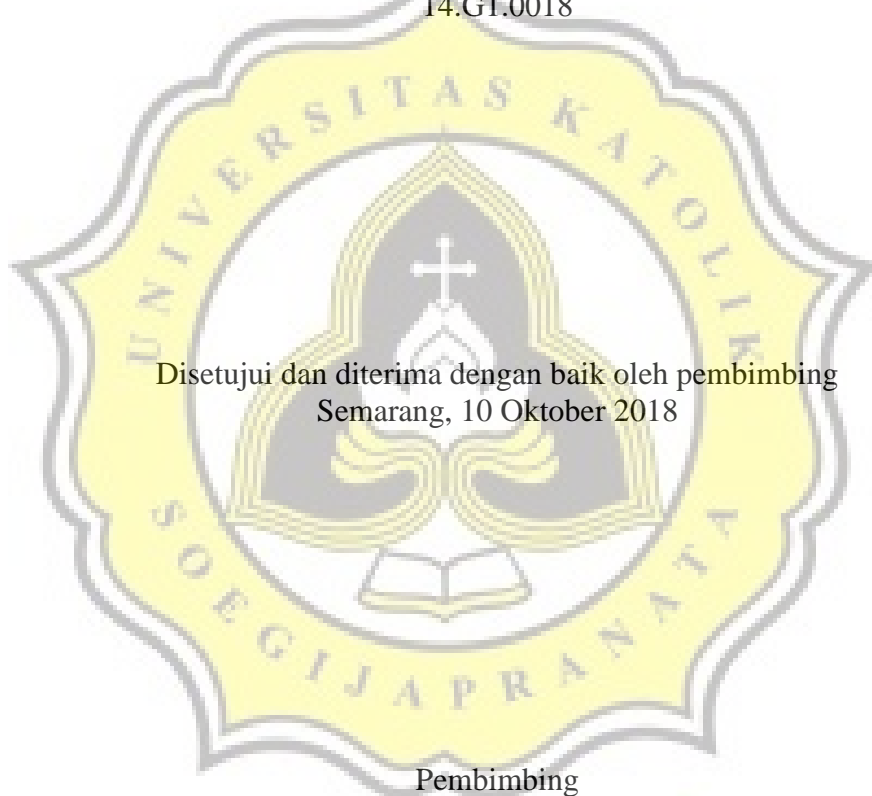 14.G1.0018
UNIVERSITAS KATOLIK
Disetujui dan diterima dengan baik oleh pembimbing
Semarang, 10 Oktober 2018
SOEGIJAPRANATA
Pembimbing